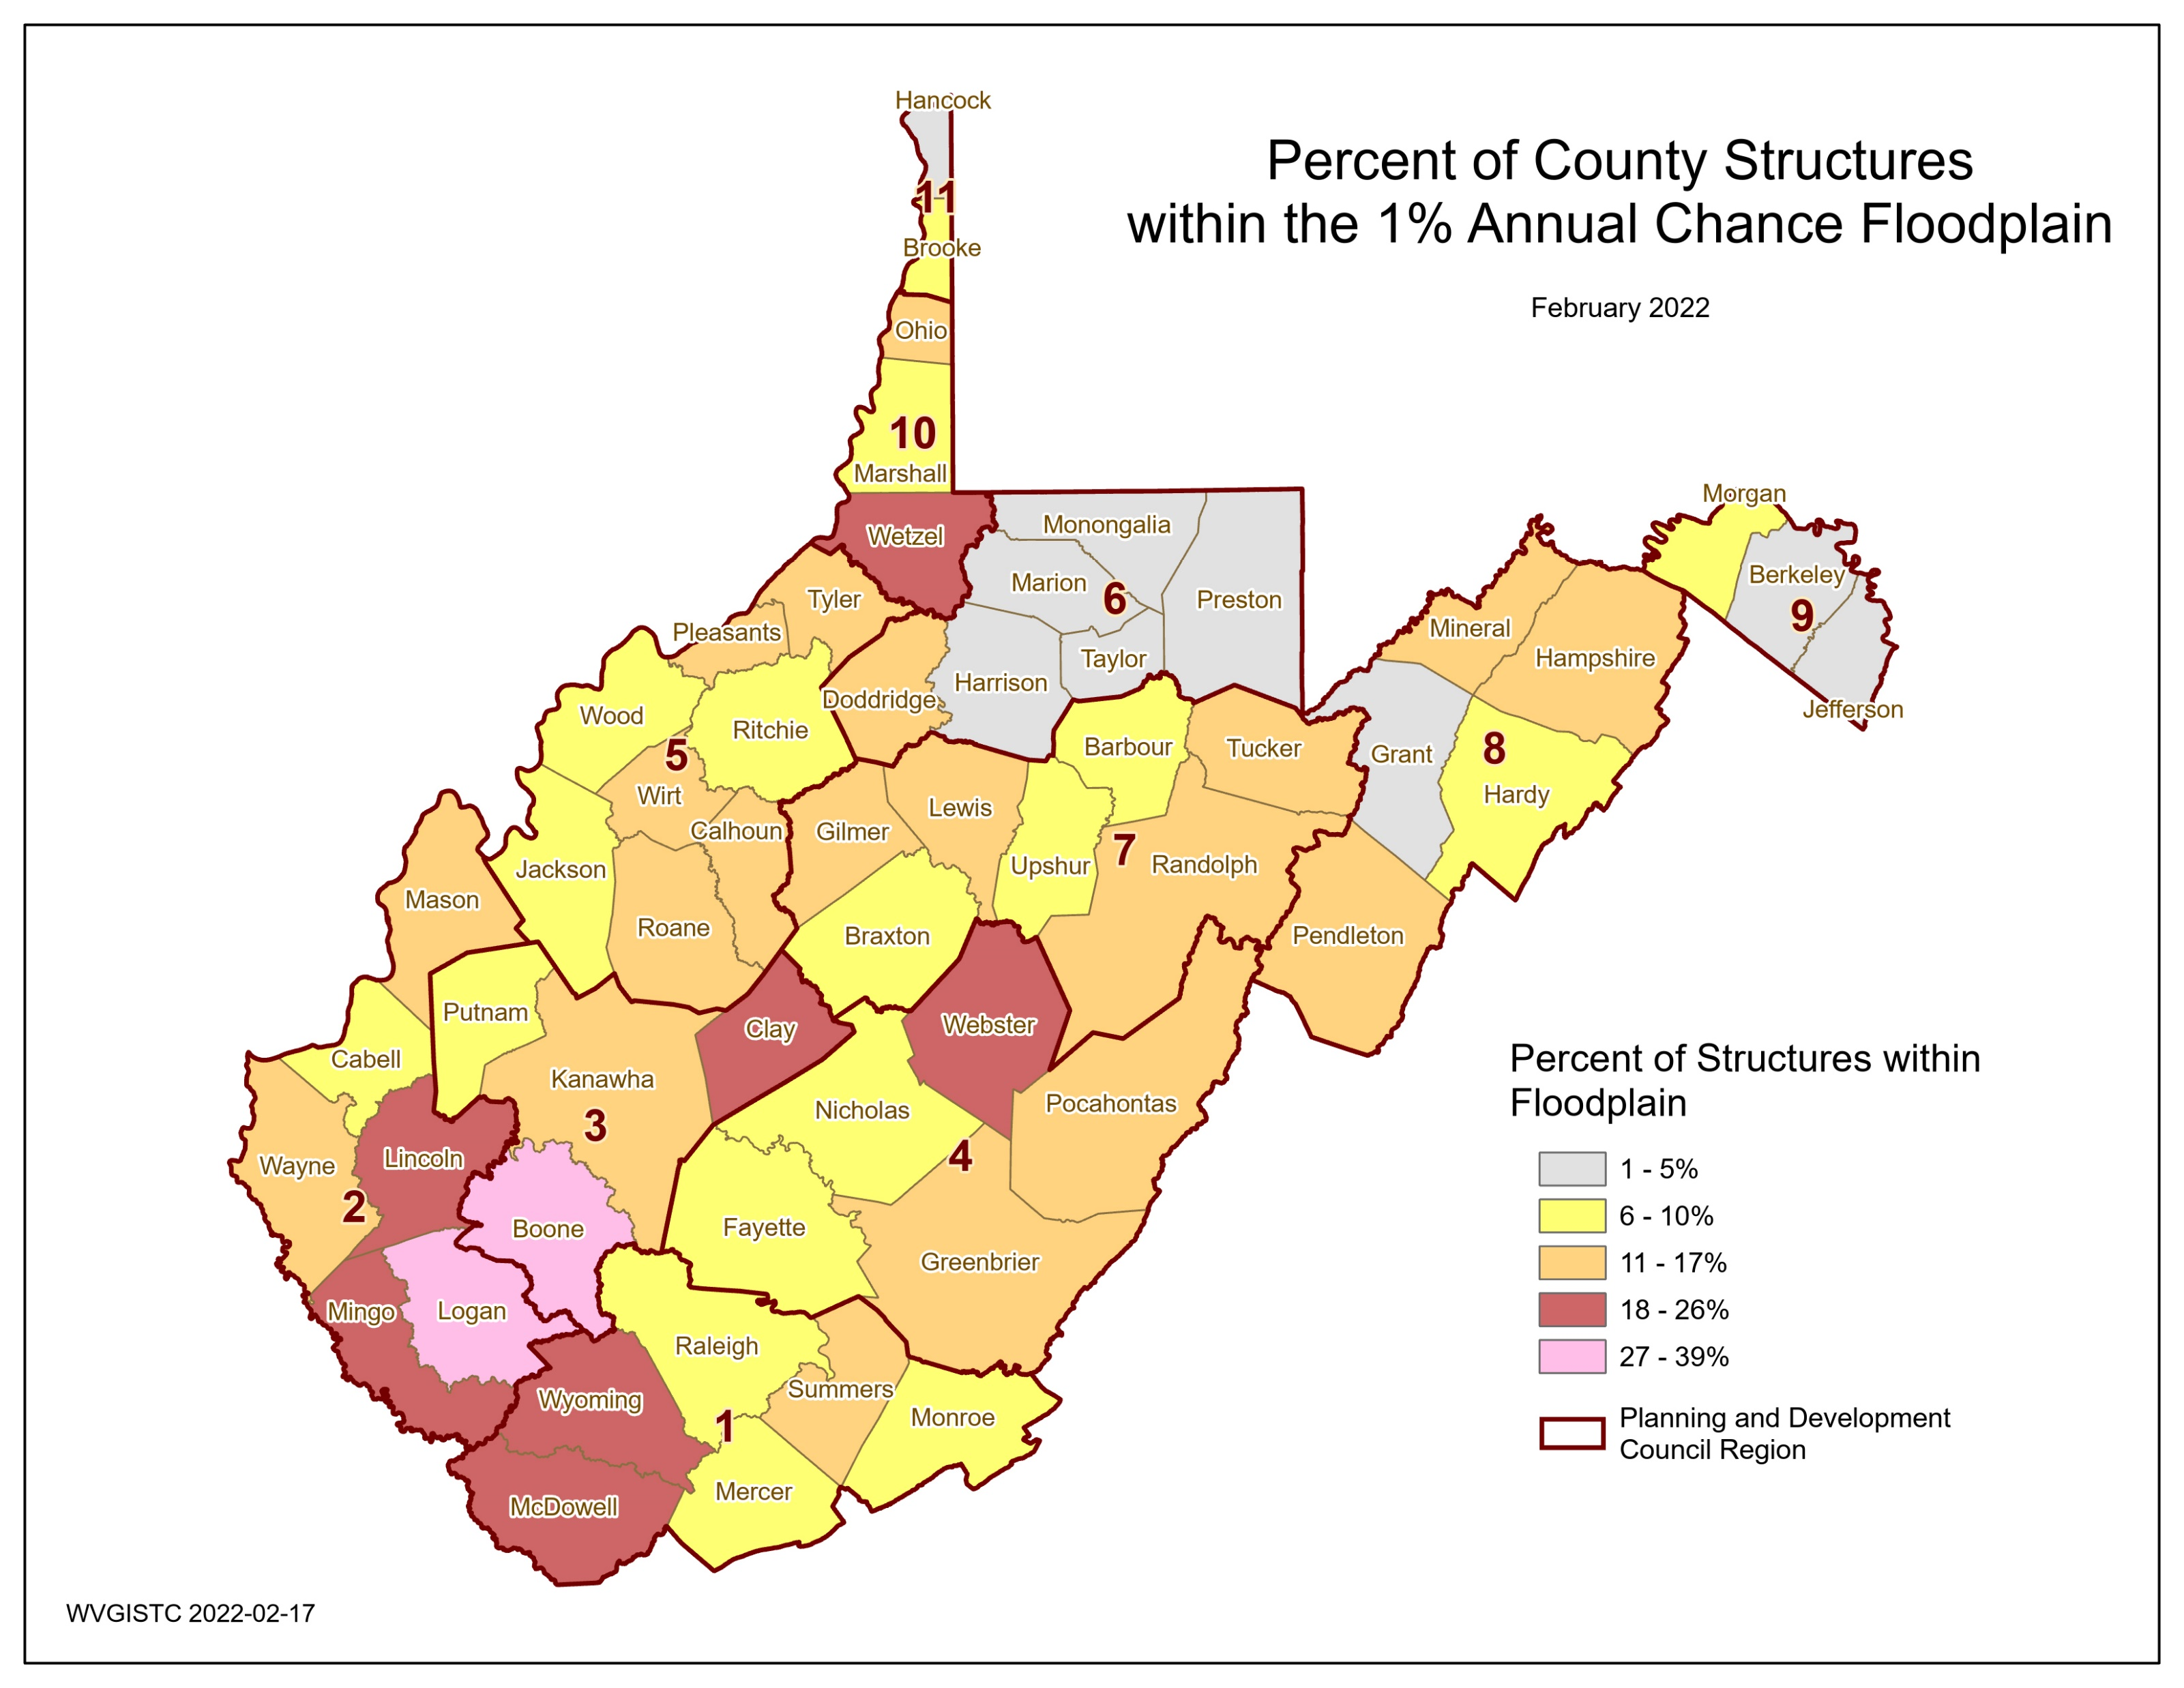 Percent of County Structures
within the 1% Annual Chance Floodplain
February 2022
Hancock
11
Brooke
Ohio
10
Marshall
Wetzel
Monongalia
Marion
6
Preston
Taylor
Harrison
Tyler
Pleasants
Doddridge
Wood
Ritchie
5
Wirt
Calhoun
Jackson
Roane
Morgan
Berkeley
9
Jefferson
Mineral
Hampshire
Grant
8
Hardy
Pendleton
Barbour
Tucker
Lewis
Gilmer
Upshur
7
Randolph
Braxton
Mason
Putnam
Cabell
Clay
Webster
Kanawha
3
Nicholas
Pocahontas
4
Wayne
Lincoln
2
Boone
Fayette
Greenbrier
Mingo
Logan
Raleigh
Summers
Wyoming
1
Monroe
Mercer
McDowell
Percent of Structures within
Floodplain
1 - 5%
6 - 10%
11 - 17%
18 - 26%
27 - 39%
Planning and Development
Council Region
WVGISTC 2022-02-17